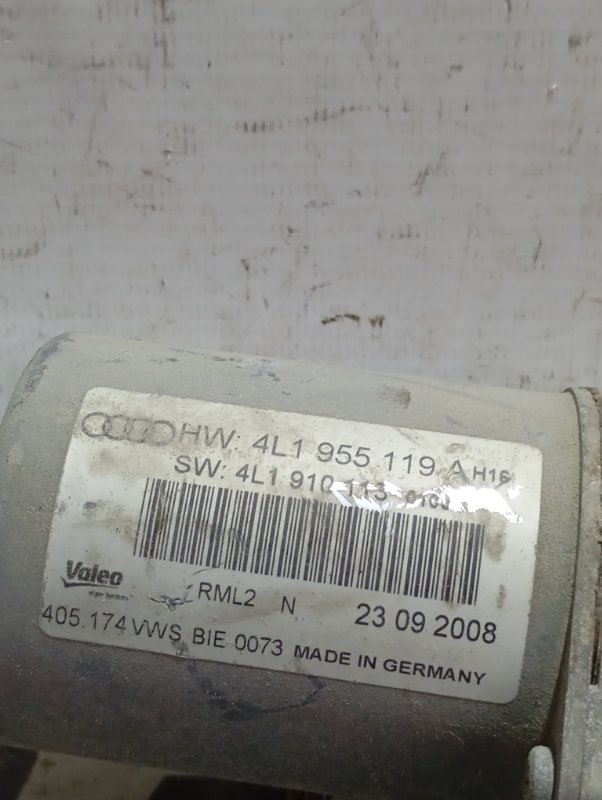 HW: 4L1 955 119 A H16
SW: 4L1 910 113
Valeo
RML2 N 23 09 2008
405.174 VWS BIE 0073 MADE IN GERMANY